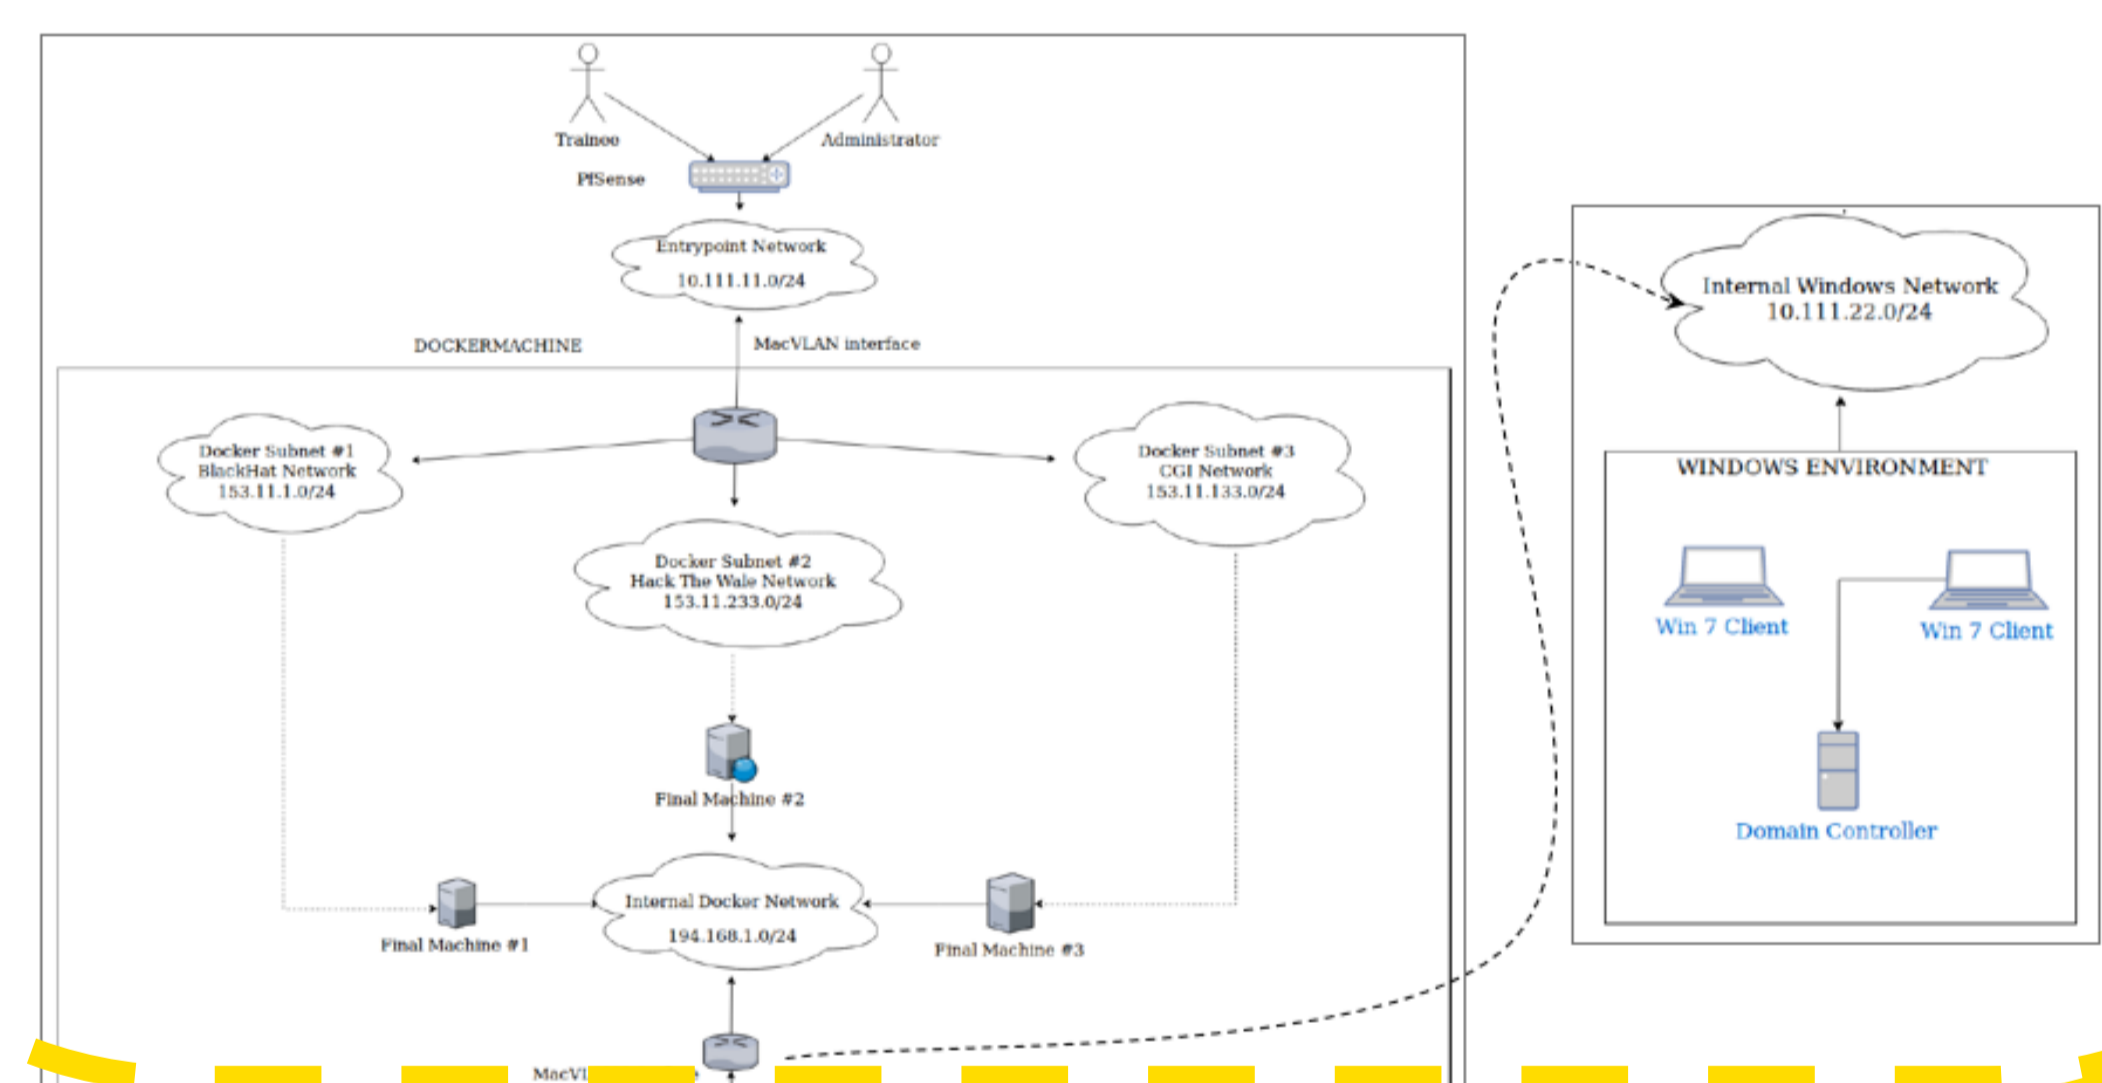 Trainee
Administrator
PfSense
Entrypoint Network
10.111.11.0/24
DOCKERMACHINE
MacVLAN interface
Docker Subnet #1
BlackHat Network
153.11.1.0/24
Docker Subnet #3
CGI Network
153.11.133.0/24
Docker Subnet #2
Hack The Wale Network
153.11.233.0/24
Final Machine #2
Internal Docker Network
194.168.1.0/24
Final Machine #1
Final Machine #3
Internal Windows Network
10.111.22.0/24
WINDOWS ENVIRONMENT
Win 7 Client
Win 7 Client
Domain Controller